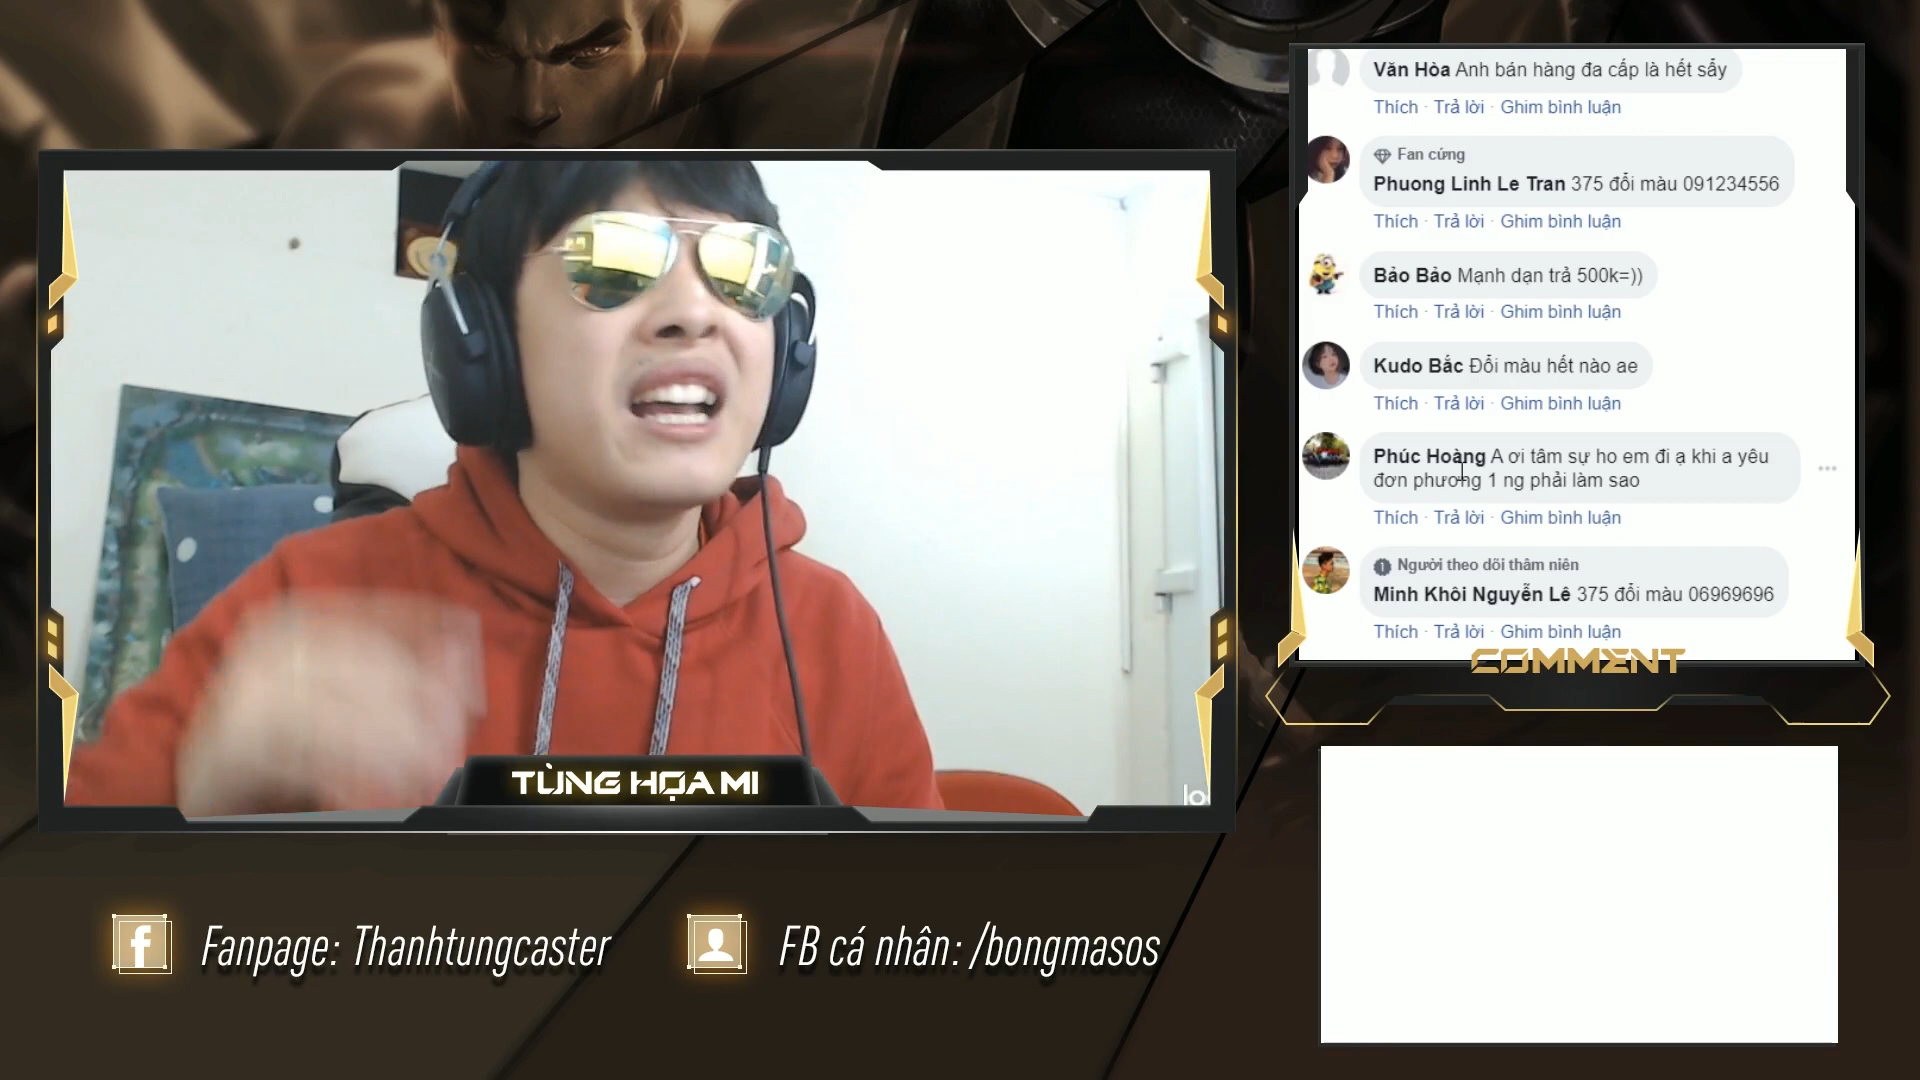 Văn Hòa Anh bán hàng đa cấp là hết sẩy
Thích · Trả lời · Ghim bình luận
Fan cứng
Phuong Linh Le Tran 375 đổi màu 091234556
Thích · Trả lời · Ghim bình luận
Bảo Bảo Mạnh dạn trả 500k=))
Thích · Trả lời · Ghim bình luận
Kudo Bắc Đổi màu hết nào ae
Thích · Trả lời · Ghim bình luận
Phúc Hoàng A ơi tâm sự ho em đi ạ khi a yêu
đơn phương 1 ng phải làm sao
Thích · Trả lời · Ghim bình luận
Người theo dõi thâm niên
Minh Khôi Nguyễn Lê 375 đổi màu 06969696
Thích · Trả lời · Ghim bình luận
COMMENT
TÙNG HỌA MI
lo
Fanpage: Thanhtungcaster
FB cá nhân: /bongmasos